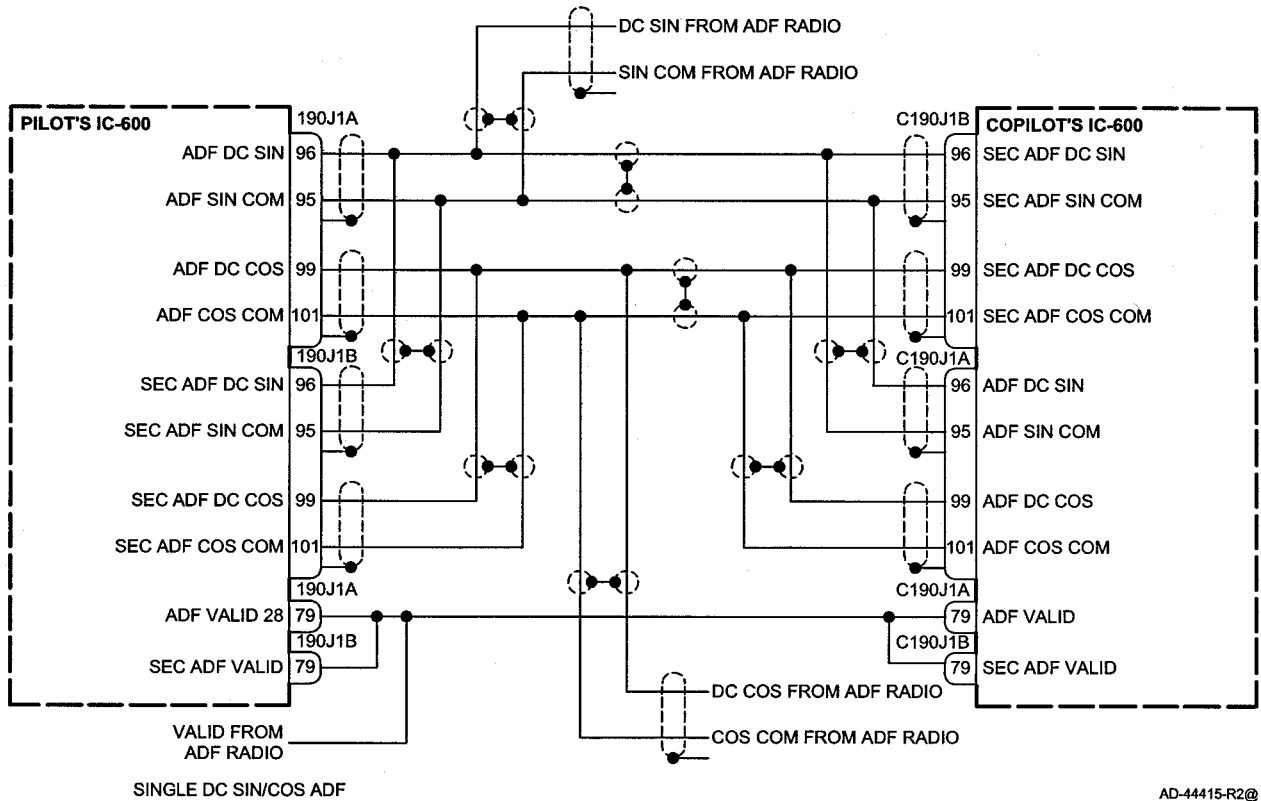 DC SIN FROM ADF RADIO
SIN COM FROM ADF RADIO
PILOT'S IC-600
190J1A
C190J1B
COPILOT'S IC-600
ADF DC SIN 96
96 SEC ADF DC SIN
ADF SIN COM 95
95 SEC ADF SIN COM
ADF DC COS 99
99 SEC ADF DC COS
ADF COS COM 101
101 SEC ADF COS COM
190J1B
C190J1A
SEC ADF DC SIN 96
96 ADF DC SIN
SEC ADF SIN COM 95
95 ADF SIN COM
SEC ADF DC COS 99
99 ADF DC COS
SEC ADF COS COM 101
101 ADF COS COM
190J1A
C190J1A
ADF VALID 28 79
79 ADF VALID
190J1B
C190J1B
SEC ADF VALID 79
79 SEC ADF VALID
DC COS FROM ADF RADIO
VALID FROM
ADF RADIO
COS COM FROM ADF RADIO
SINGLE DC SIN/COS ADF
AD-44415-R2@